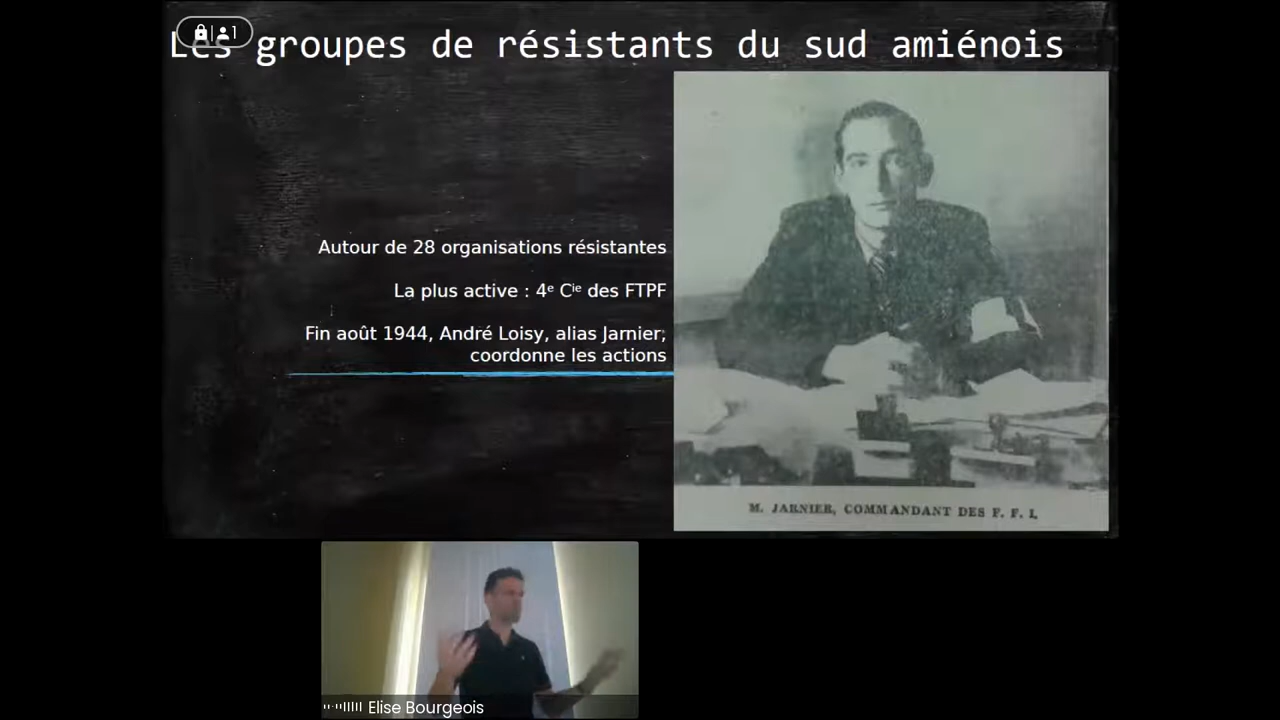 Les groupes de résistants du sud amiénois
1
Autour de 28 organisations résistantes
La plus active : 4ᵉ Cⁱᵉ des FTPF
Fin août 1944, André Loisy, alias Jarnier,
coordonne les actions
M. JARNIER, COMMANDANT DES F. F. I.
Elise Bourgeois